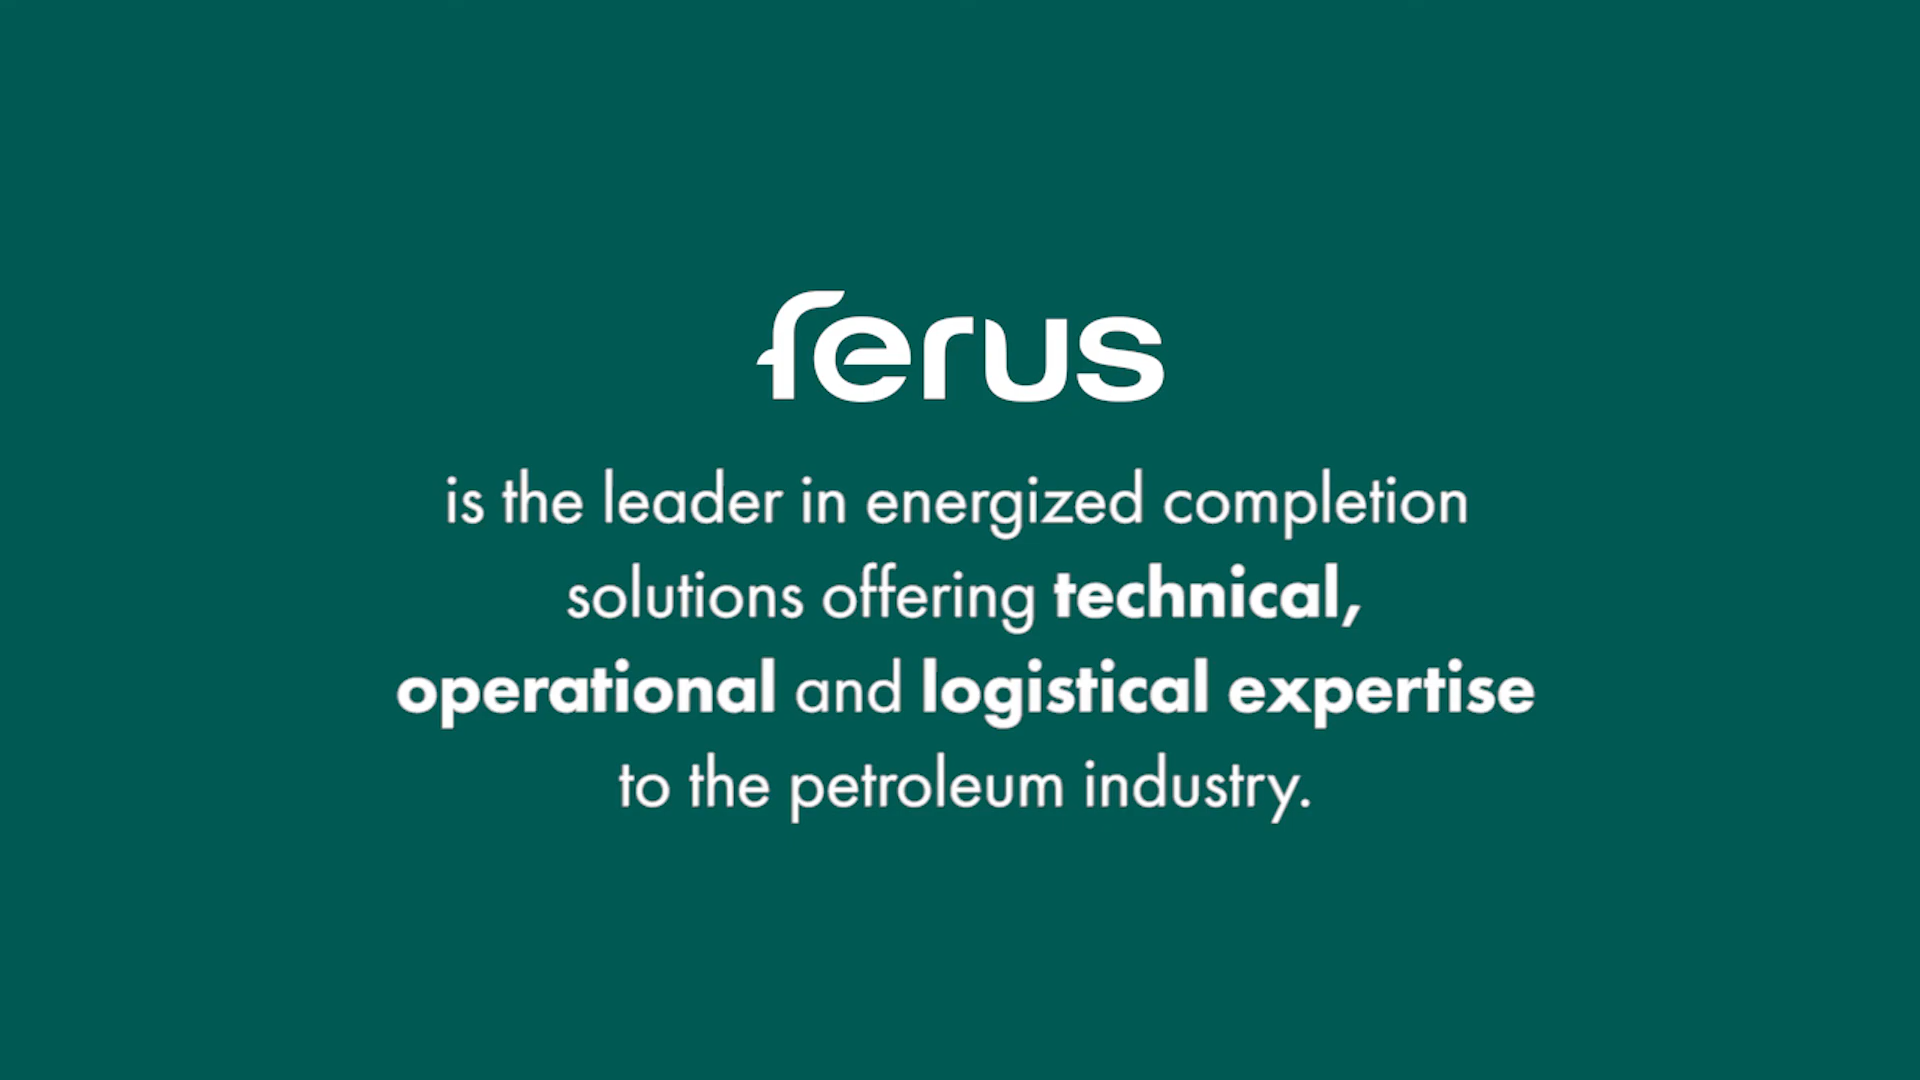 ferus
is the leader in energized completion
solutions offering technical,
operational and logistical expertise
to the petroleum industry.